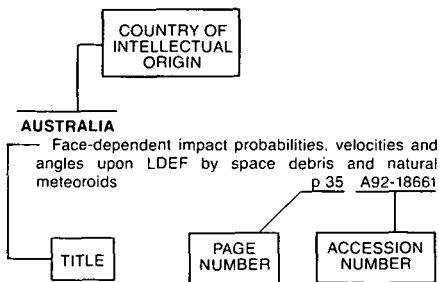 COUNTRY OF
INTELLECTUAL
ORIGIN
AUSTRALIA
Face-dependent impact probabilities, velocities and
angles upon LDEF by space debris and natural
meteoroids p 35 A92-18661
TITLE
PAGE
NUMBER
ACCESSION
NUMBER